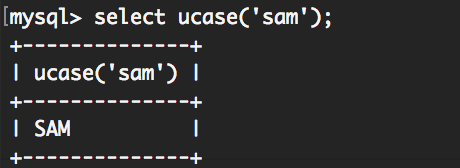 [mysql> select ucase('sam');
+--------------+
| ucase('sam') |
+--------------+
| SAM          |
+--------------+